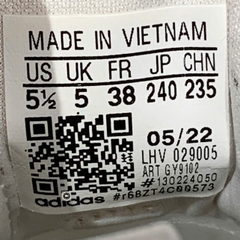 MADE IN VIETNAM
US UK FR JP CHN
5½ 5 38 240 235
05/22
LHV 029005
ART GY9102
#130224050
adidas #r68ZT4C00573